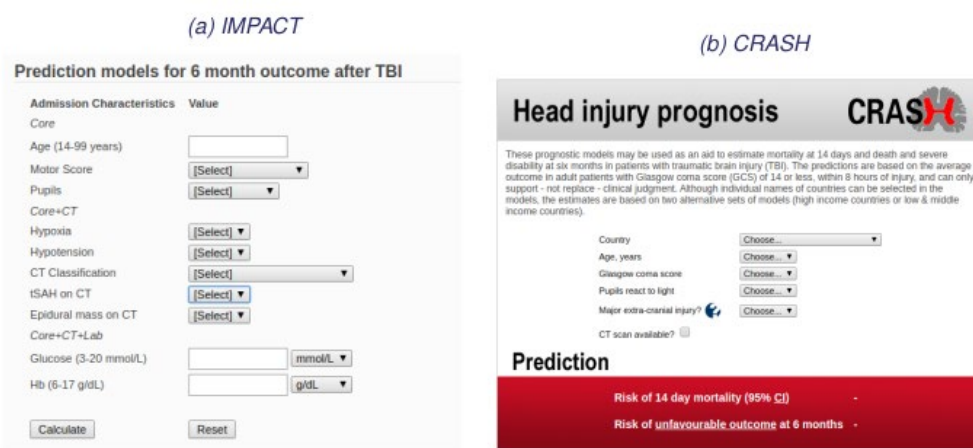 (a) IMPACT
Prediction models for 6 month outcome after TBI
Admission Characteristics Value
Core
Age (14-99 years)
Motor Score [Select]
Pupils [Select]
Core+CT
Hypoxia [Select]
Hypotension [Select]
CT Classification [Select]
tSAH on CT [Select]
Epidural mass on CT [Select]
Core+CT+Lab
Glucose (3-20 mmol/L) mmol/L
Hb (6-17 g/dL) g/dL
Calculate Reset
(b) CRASH
Head injury prognosis CRASH
These prognostic models may be used as an aid to estimate mortality at 14 days and death and severe
disability at six months in patients with traumatic brain injury (TBI). The predictions are based on the average
outcome in adult patients with Glasgow coma score (GCS) of 14 or less, within 8 hours of injury, and can only
support - not replace - clinical judgment. Although individual names of countries can be selected in the
models, the estimates are based on two alternative sets of models (high income countries or low & middle
income countries).
Country Choose...
Age, years Choose...
Glasgow coma score Choose...
Pupils react to light Choose...
Major extra-cranial injury? Choose...
CT scan available?
Prediction
Risk of 14 day mortality (95% CI) -
Risk of unfavourable outcome at 6 months -